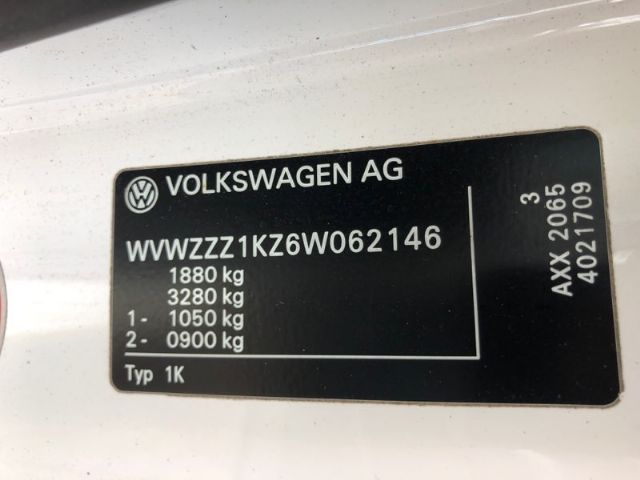 VOLKSWAGEN AG
WVWZZZ1KZ6W062146
1880 kg
3280 kg
1- 1050 kg
2- 0900 kg
Typ 1K
3
AXX 2065
4021709